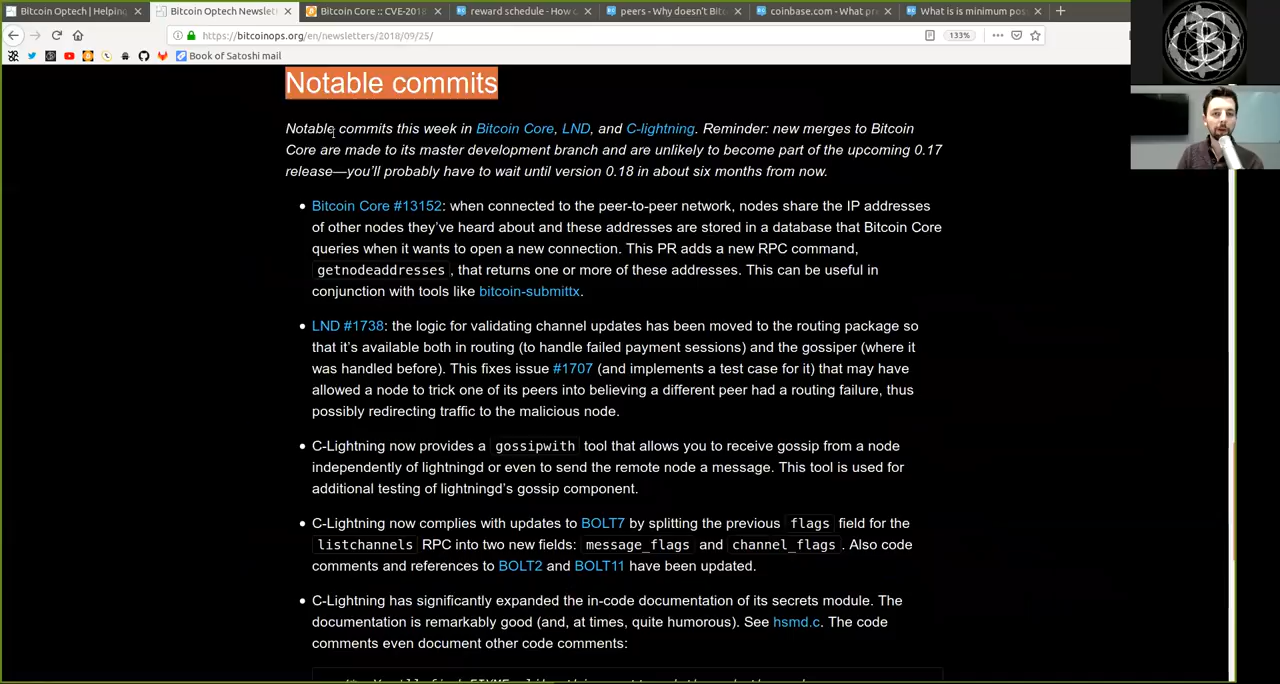 Bitcoin Optech | Helping
Bitcoin Optech Newslett
Bitcoin Core :: CVE-2018
reward schedule - How c
peers - Why doesn't Bitc
coinbase.com - What pr
What is is minimum pos
https://bitcoinops.org/en/newsletters/2018/09/25/
133%
Book of Satoshi mail
Notable commits
Notable commits this week in Bitcoin Core, LND, and C-lightning. Reminder: new merges to Bitcoin
Core are made to its master development branch and are unlikely to become part of the upcoming 0.17
release—you'll probably have to wait until version 0.18 in about six months from now.
• Bitcoin Core #13152: when connected to the peer-to-peer network, nodes share the IP addresses
of other nodes they've heard about and these addresses are stored in a database that Bitcoin Core
queries when it wants to open a new connection. This PR adds a new RPC command,
getnodeaddresses, that returns one or more of these addresses. This can be useful in
conjunction with tools like bitcoin-submittx.
• LND #1738: the logic for validating channel updates has been moved to the routing package so
that it's available both in routing (to handle failed payment sessions) and the gossiper (where it
was handled before). This fixes issue #1707 (and implements a test case for it) that may have
allowed a node to trick one of its peers into believing a different peer had a routing failure, thus
possibly redirecting traffic to the malicious node.
• C-Lightning now provides a gossipwith tool that allows you to receive gossip from a node
independently of lightningd or even to send the remote node a message. This tool is used for
additional testing of lightningd's gossip component.
• C-Lightning now complies with updates to BOLT7 by splitting the previous flags field for the
listchannels RPC into two new fields: message_flags and channel_flags. Also code
comments and references to BOLT2 and BOLT11 have been updated.
• C-Lightning has significantly expanded the in-code documentation of its secrets module. The
documentation is remarkably good (and, at times, quite humorous). See hsmd.c. The code
comments even document other code comments: